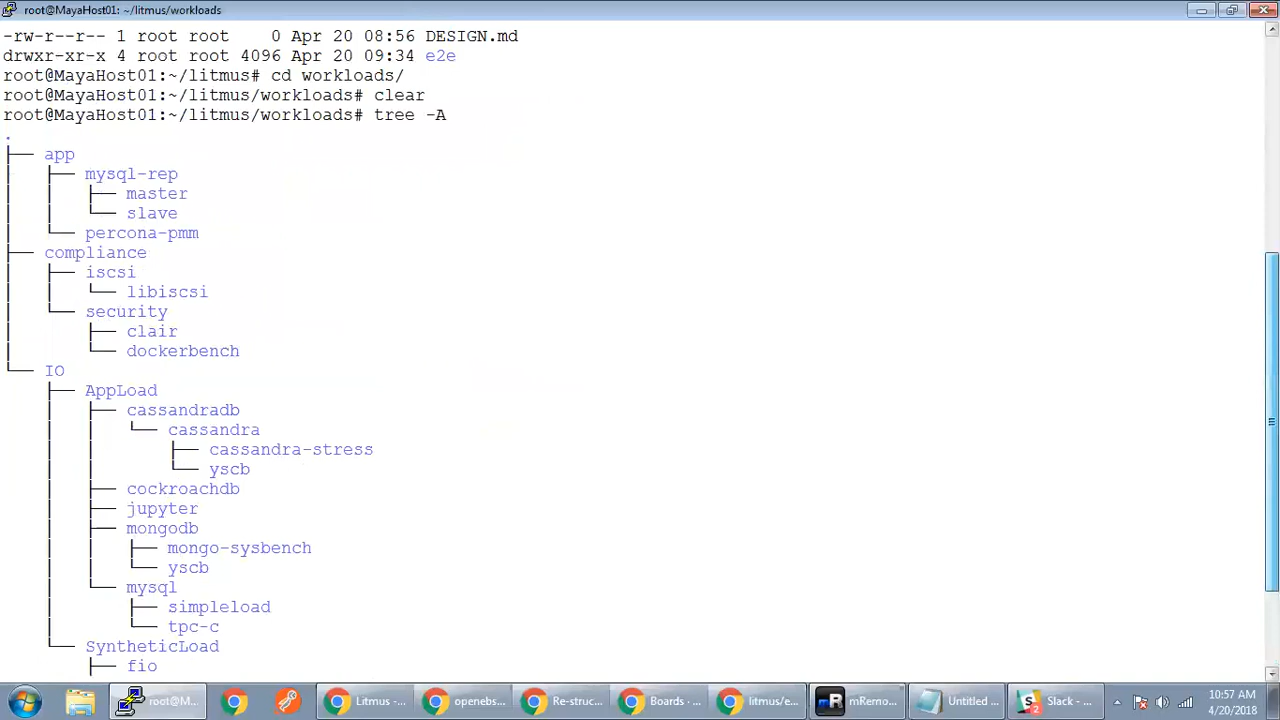 root@MayaHost01: ~/litmus/workloads
-rw-r--r-- 1 root root    0 Apr 20 08:56 DESIGN.md
drwxr-xr-x 4 root root 4096 Apr 20 09:34 e2e
root@MayaHost01:~/litmus# cd workloads/
root@MayaHost01:~/litmus/workloads# clear
root@MayaHost01:~/litmus/workloads# tree -A
.
├── app
│   ├── mysql-rep
│   │   ├── master
│   │   └── slave
│   └── percona-pmm
├── compliance
│   ├── iscsi
│   │   └── libiscsi
│   └── security
│       ├── clair
│       └── dockerbench
└── IO
    ├── AppLoad
    │   ├── cassandradb
    │   │   └── cassandra
    │   │       ├── cassandra-stress
    │   │       └── yscb
    │   ├── cockroachdb
    │   ├── jupyter
    │   ├── mongodb
    │   │   ├── mongo-sysbench
    │   │   └── yscb
    │   └── mysql
    │       ├── simpleload
    │       └── tpc-c
    └── SyntheticLoad
        ├── fio
root@M... Litmus -... openebs... Re-struc... Boards ·... litmus/e... mRemo... Untitled ... Slack - ... 10:57 AM
4/20/2018